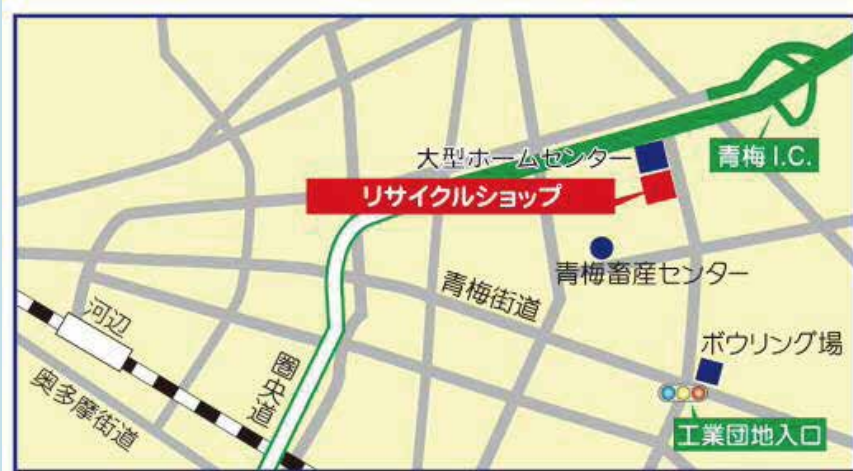 大型ホームセンター
青梅 I.C.
リサイクルショップ
青梅畜産センター
青梅街道
河辺
ボウリング場
圏央道
奥多摩街道
工業団地入口